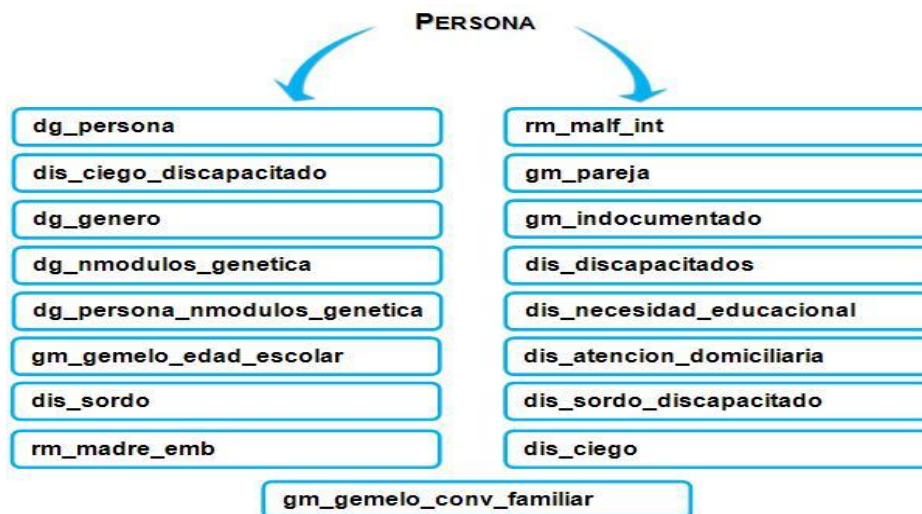 PERSONA
dg_persona
dis_ciego_discapacitado
dg_genero
dg_nmodulos_genetica
dg_persona_nmodulos_genetica
gm_gemelo_edad_escolar
dis_sordo
rm_madre_emb
rm_malf_int
gm_pareja
gm_indocumentado
dis_discapacitados
dis_necesidad_educacional
dis_atencion_domiciliaria
dis_sordo_discapacitado
dis_ciego
gm_gemelo_conv_familiar